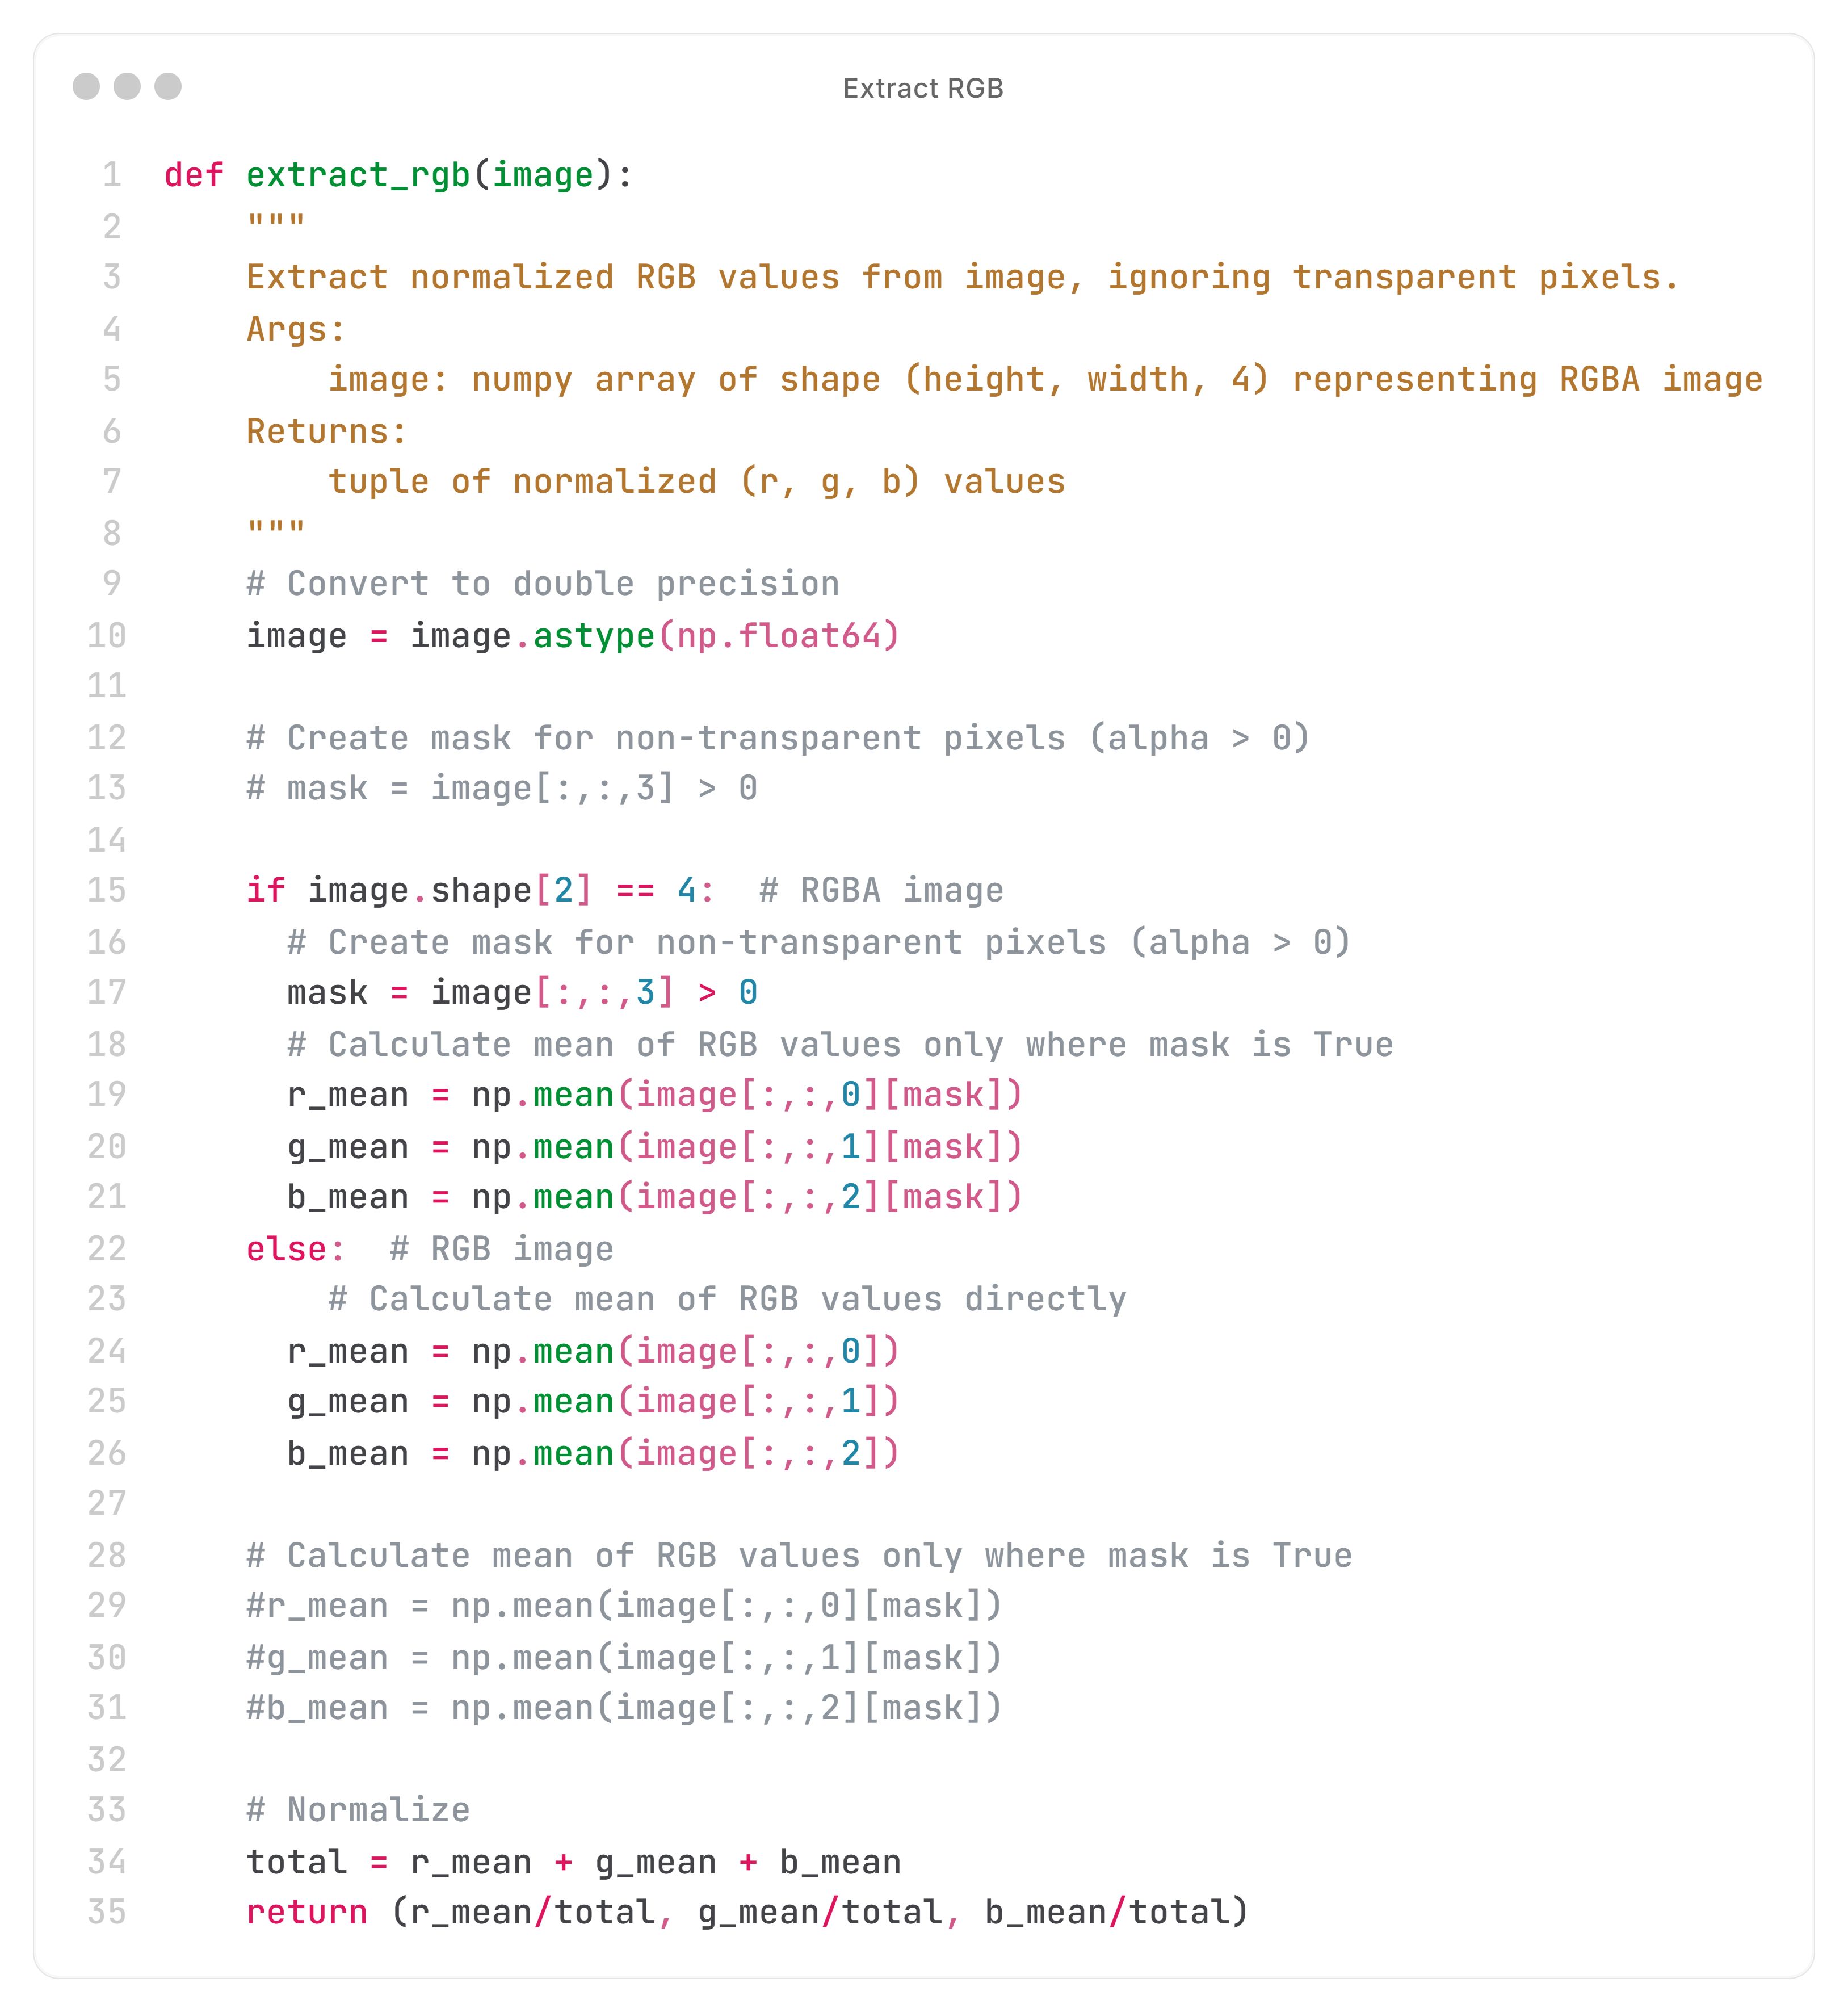 Extract RGB
1 def extract_rgb(image):
2     """
3     Extract normalized RGB values from image, ignoring transparent pixels.
4     Args:
5         image: numpy array of shape (height, width, 4) representing RGBA image
6     Returns:
7         tuple of normalized (r, g, b) values
8     """
9     # Convert to double precision
10     image = image.astype(np.float64)
11
12     # Create mask for non-transparent pixels (alpha > 0)
13     # mask = image[:,:,3] > 0
14
15     if image.shape[2] == 4:  # RGBA image
16       # Create mask for non-transparent pixels (alpha > 0)
17       mask = image[:,:,3] > 0
18       # Calculate mean of RGB values only where mask is True
19       r_mean = np.mean(image[:,:,0][mask])
20       g_mean = np.mean(image[:,:,1][mask])
21       b_mean = np.mean(image[:,:,2][mask])
22     else:  # RGB image
23         # Calculate mean of RGB values directly
24       r_mean = np.mean(image[:,:,0])
25       g_mean = np.mean(image[:,:,1])
26       b_mean = np.mean(image[:,:,2])
27
28     # Calculate mean of RGB values only where mask is True
29     #r_mean = np.mean(image[:,:,0][mask])
30     #g_mean = np.mean(image[:,:,1][mask])
31     #b_mean = np.mean(image[:,:,2][mask])
32
33     # Normalize
34     total = r_mean + g_mean + b_mean
35     return (r_mean/total, g_mean/total, b_mean/total)